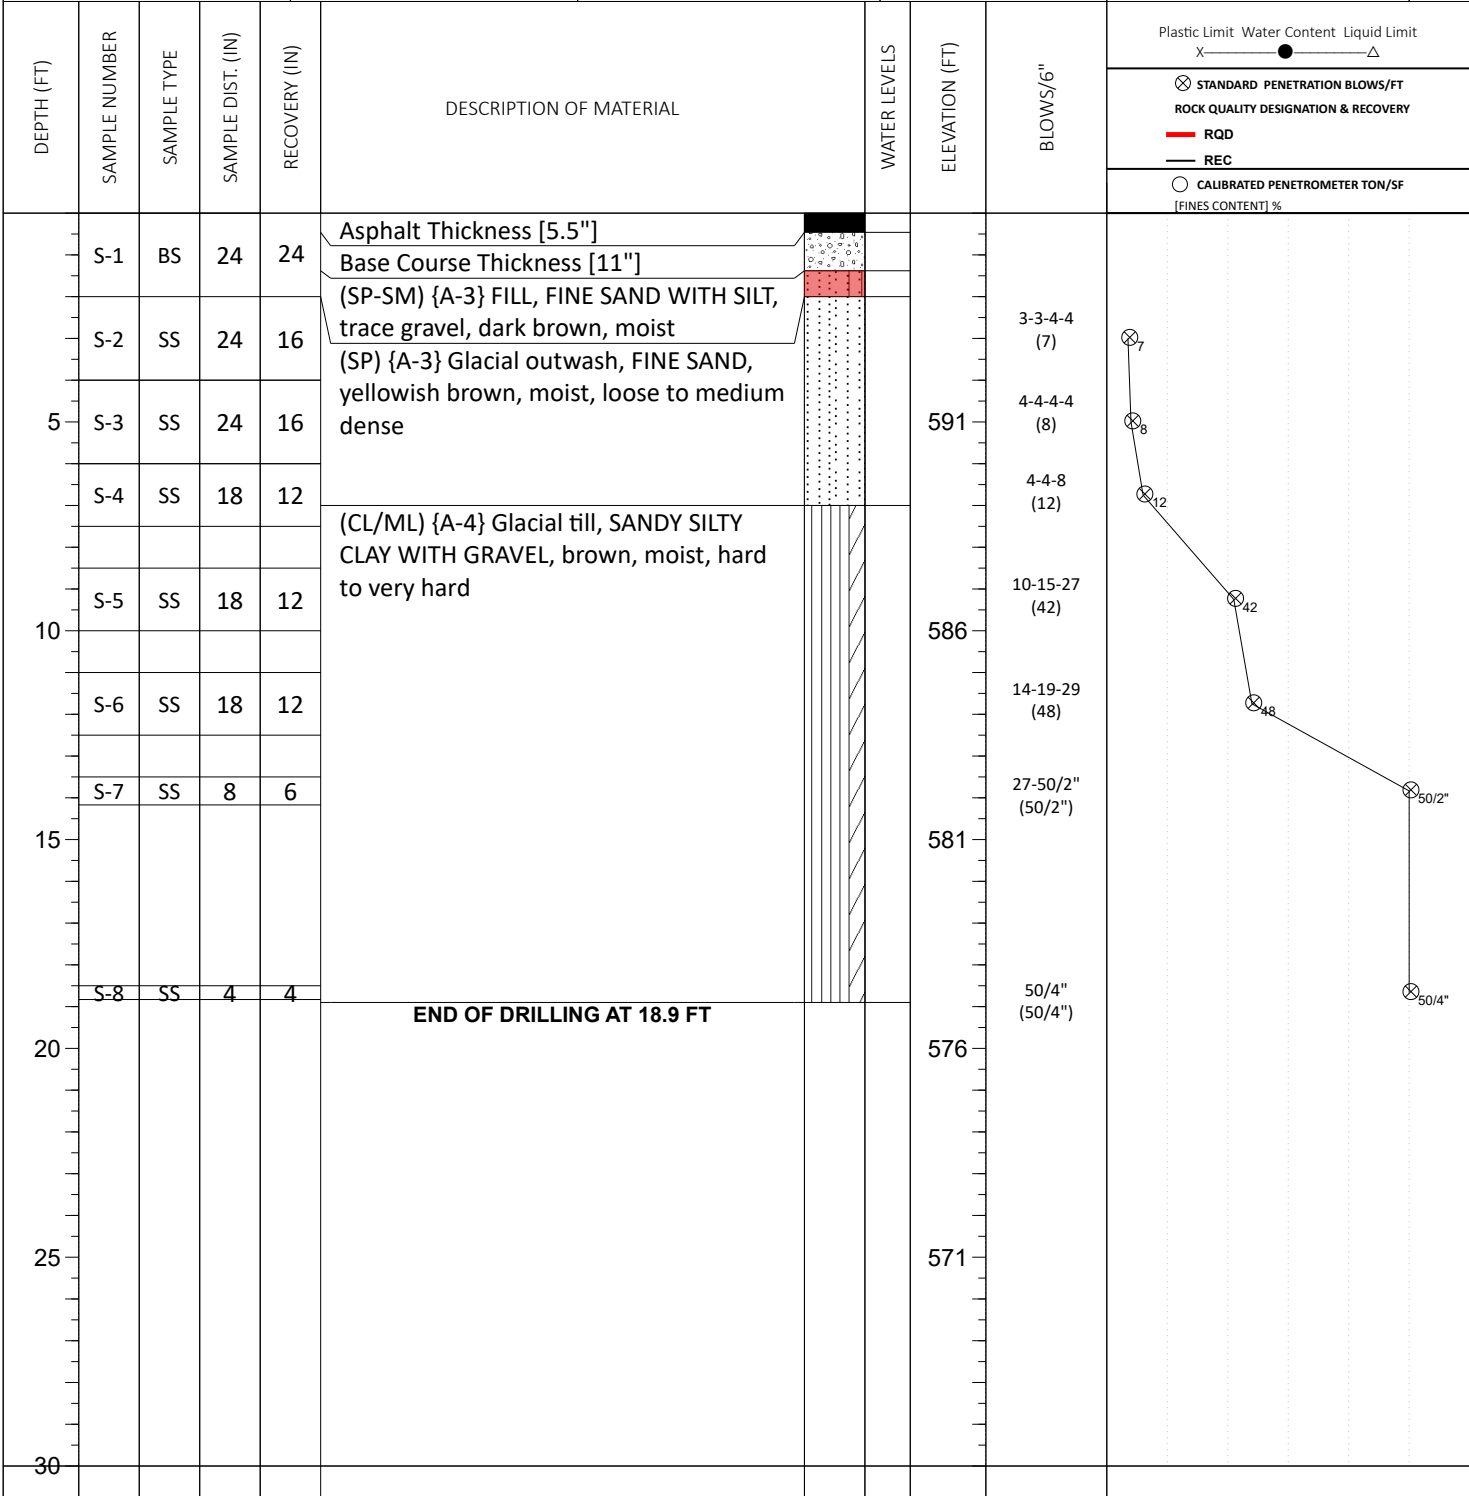 DEPTH (FT)
SAMPLE NUMBER
SAMPLE TYPE
SAMPLE DIST. (IN)
RECOVERY (IN)
DESCRIPTION OF MATERIAL
WATER LEVELS
ELEVATION (FT)
BLOWS/6"
Plastic Limit Water Content Liquid Limit
X
STANDARD PENETRATION BLOWS/FT
ROCK QUALITY DESIGNATION & RECOVERY
RQD
REC
CALIBRATED PENETROMETER TON/SF
[FINES CONTENT] %
S-1 BS 24 24
Asphalt Thickness [5.5"]
Base Course Thickness [11"]
(SP-SM) {A-3} FILL, FINE SAND WITH SILT,
trace gravel, dark brown, moist
S-2 SS 24 16
3-3-4-4
(7)
7
(SP) {A-3} Glacial outwash, FINE SAND,
yellowish brown, moist, loose to medium
dense
5
S-3 SS 24 16
591
4-4-4-4
(8)
8
S-4 SS 18 12
4-4-8
(12)
12
(CL/ML) {A-4} Glacial till, SANDY SILTY
CLAY WITH GRAVEL, brown, moist, hard
to very hard
S-5 SS 18 12
10-15-27
(42)
42
10
586
S-6 SS 18 12
14-19-29
(48)
48
S-7 SS 8 6
27-50/2"
(50/2")
50/2"
15
581
S-8 SS 4 4
50/4"
(50/4")
50/4"
END OF DRILLING AT 18.9 FT
20
576
25
571
30